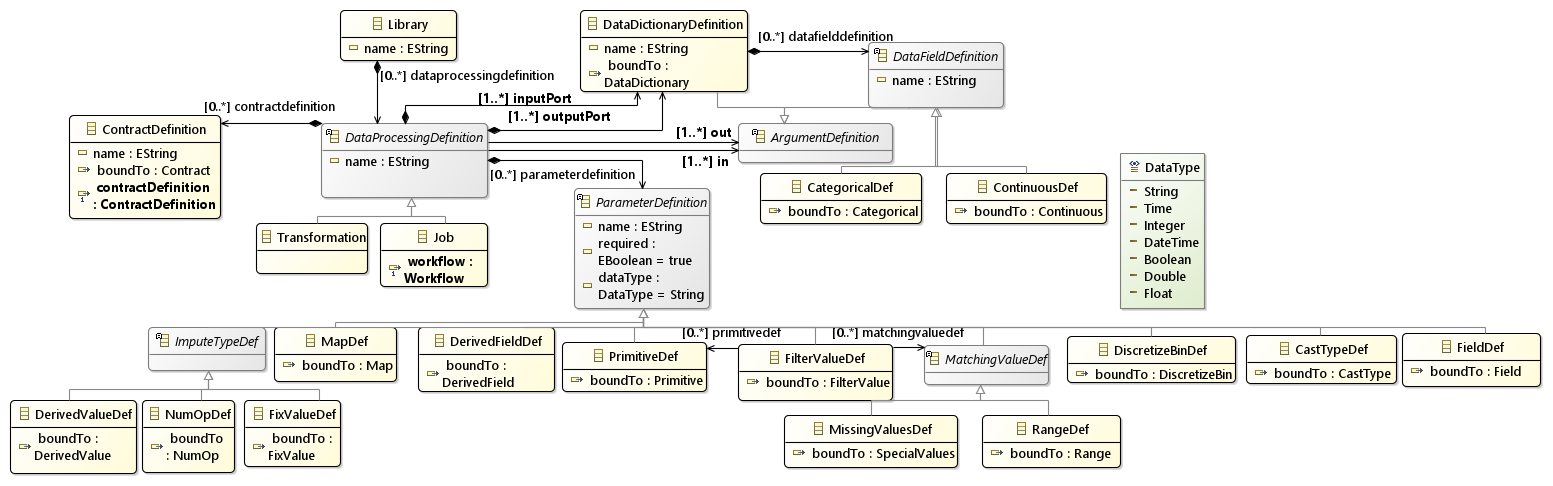 Library
name : EString
[0..*] dataprocessingdefinition
DataDictionaryDefinition
name : EString
boundTo :
DataDictionary
[0..*] datafielddefinition
DataFieldDefinition
name : EString
[0..*] contractdefinition
[1..*] inputPort
[1..*] outputPort
ContractDefinition
name : EString
boundTo : Contract
contractDefinition
: ContractDefinition
DataProcessingDefinition
name : EString
[1..*] out
[1..*] in
ArgumentDefinition
[0..*] parameterdefinition
CategoricalDef
boundTo : Categorical
ContinuousDef
boundTo : Continuous
DataType
String
Time
Integer
DateTime
Boolean
Double
Float
Transformation
Job
workflow :
Workflow
1
1
ParameterDefinition
name : EString
required :
EBoolean = true
dataType :
DataType = String
ImputeTypeDef
MapDef
boundTo : Map
DerivedFieldDef
boundTo :
DerivedField
[0..*] primitivedef
PrimitiveDef
boundTo : Primitive
FilterValueDef
boundTo : FilterValue
[0..*] matchingvaluedef
MatchingValueDef
DiscretizeBinDef
boundTo : DiscretizeBin
CastTypeDef
boundTo : CastType
FieldDef
boundTo : Field
DerivedValueDef
boundTo :
DerivedValue
NumOpDef
boundTo
: NumOp
FixValueDef
boundTo :
FixValue
MissingValuesDef
boundTo : SpecialValues
RangeDef
boundTo : Range